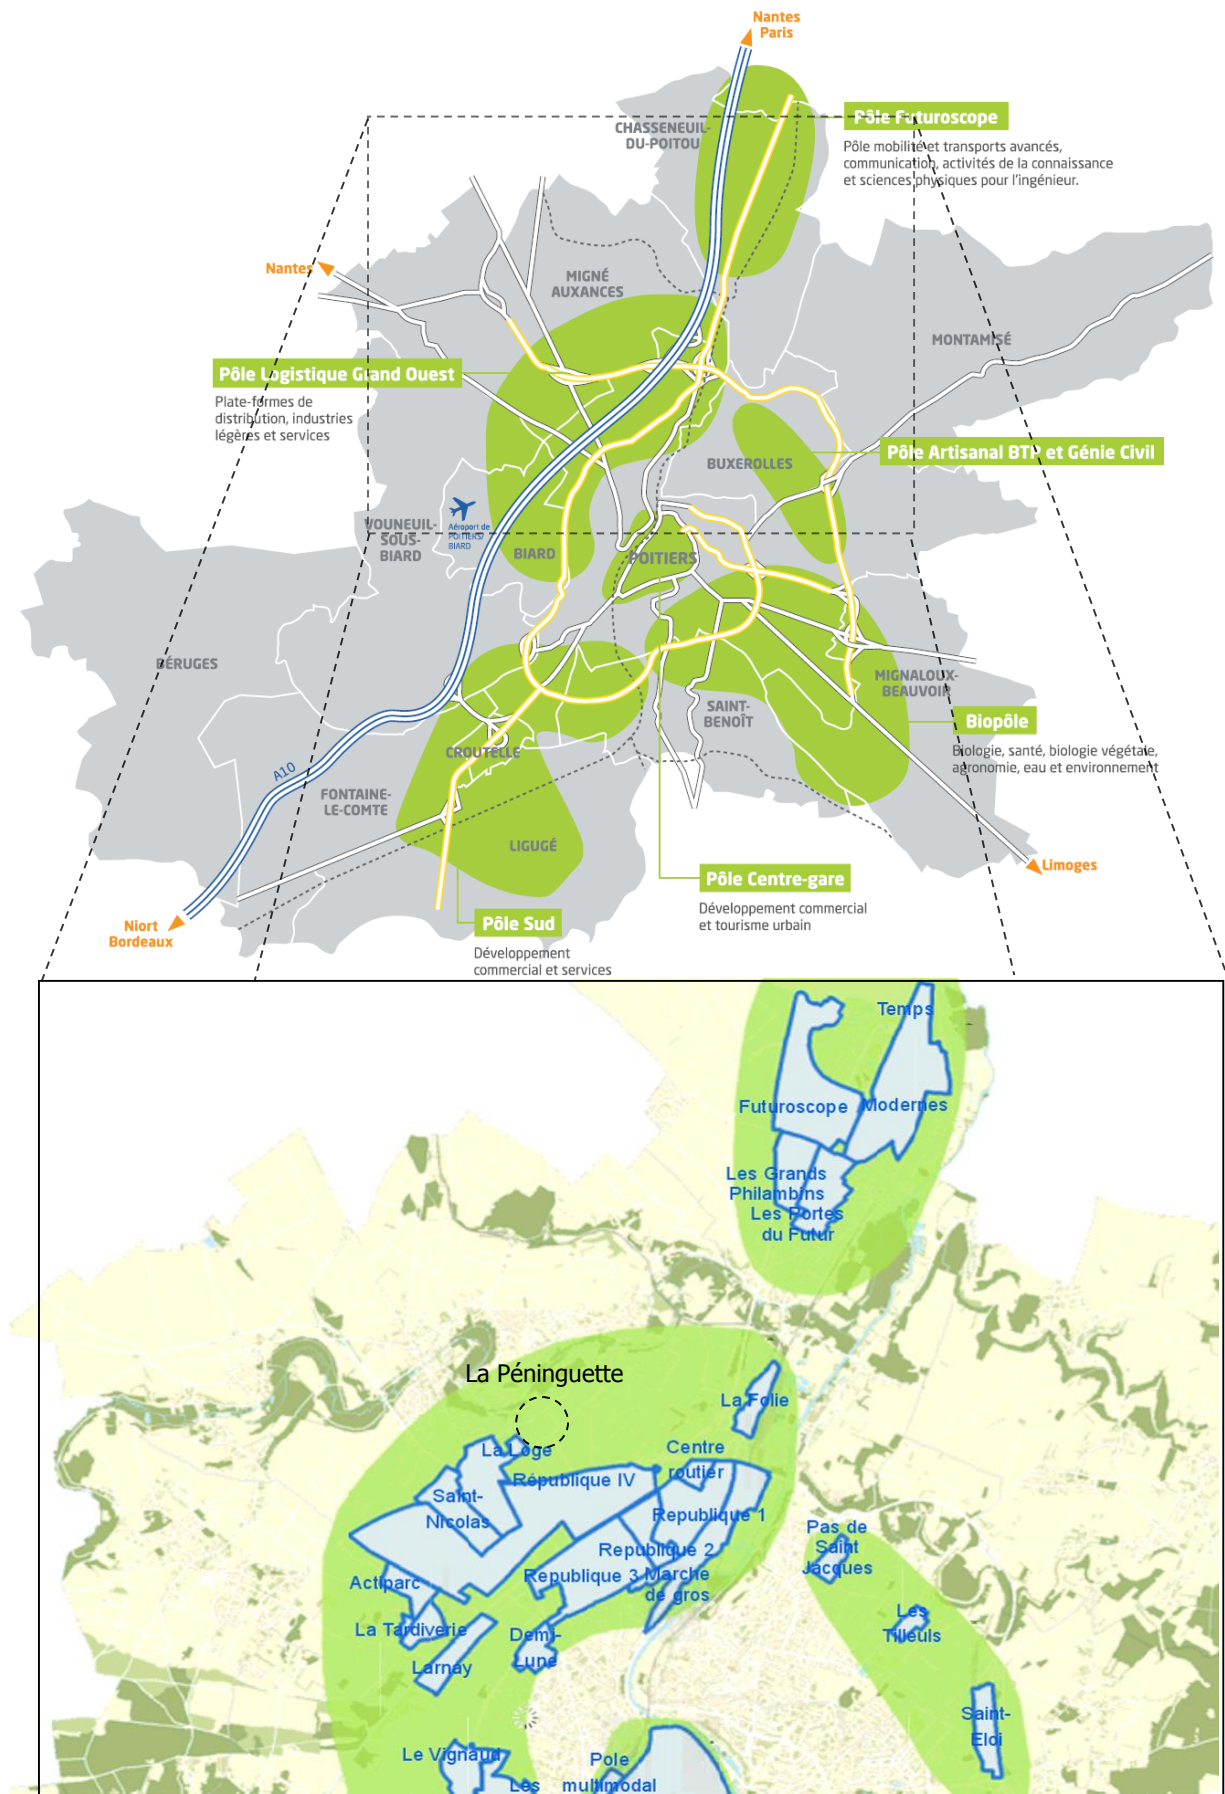 Nantes
Paris
CHASSENEUIL-
DU-POITOU
Pôle Futuroscope
Pôle mobilité et transports avancés,
communication, activités de la connaissance
et sciences physiques pour l'ingénieur.
Nantes
MIGNÉ
AUXANCES
MONTAMISÉ
Pôle Logistique Grand Ouest
Plate-formes de
distribution, industries
légères et services
BUXEROLLES
Pôle Artisanal BTP et Génie Civil
VOUNEUIL-
SOUS-
BIARD
Aéroport de
POITIERS/
BIARD
BIARD
POITIERS
BÉRUGES
MIGNALOUX-
BEAUVOIR
SAINT-
BENOÎT
Biopôle
Biologie, santé, biologie végétale,
agronomie, eau et environnement
CROUTELLE
A10
FONTAINE-
LE-COMTE
LIGUGÉ
Limoges
Pôle Centre-gare
Développement commercial
et tourisme urbain
Niort
Bordeaux
Pôle Sud
Développement
commercial et services
Temps
Futuroscope
Modernes
Les Grands
Philambins
Les Portes
du Futur
La Péninguette
La Folie
La Loge
Centre
routier
République IV
Saint-
Nicolas
Republique 1
Pas de
Saint
Jacques
Republique 2
Republique 3
Marche
de gros
Actiparc
Les
Tilleuls
La Tardiverie
Demi-
Lune
Larnay
Saint-
Eloi
Le Vignaud
Pole
multimodal
Les